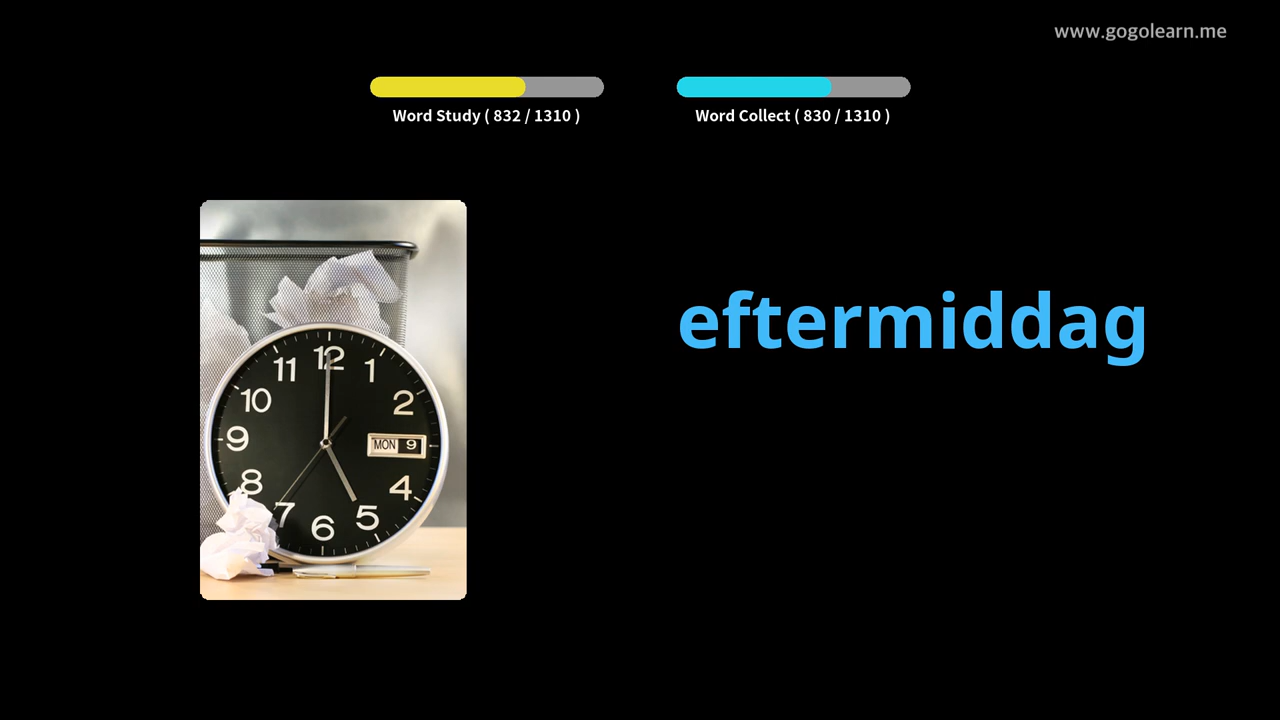 www.gogolearn.me
Word Study ( 832 / 1310 )
Word Collect ( 830 / 1310 )
eftermiddag
12
11
1
10
2
9
MON 9
8
4
7
5
6